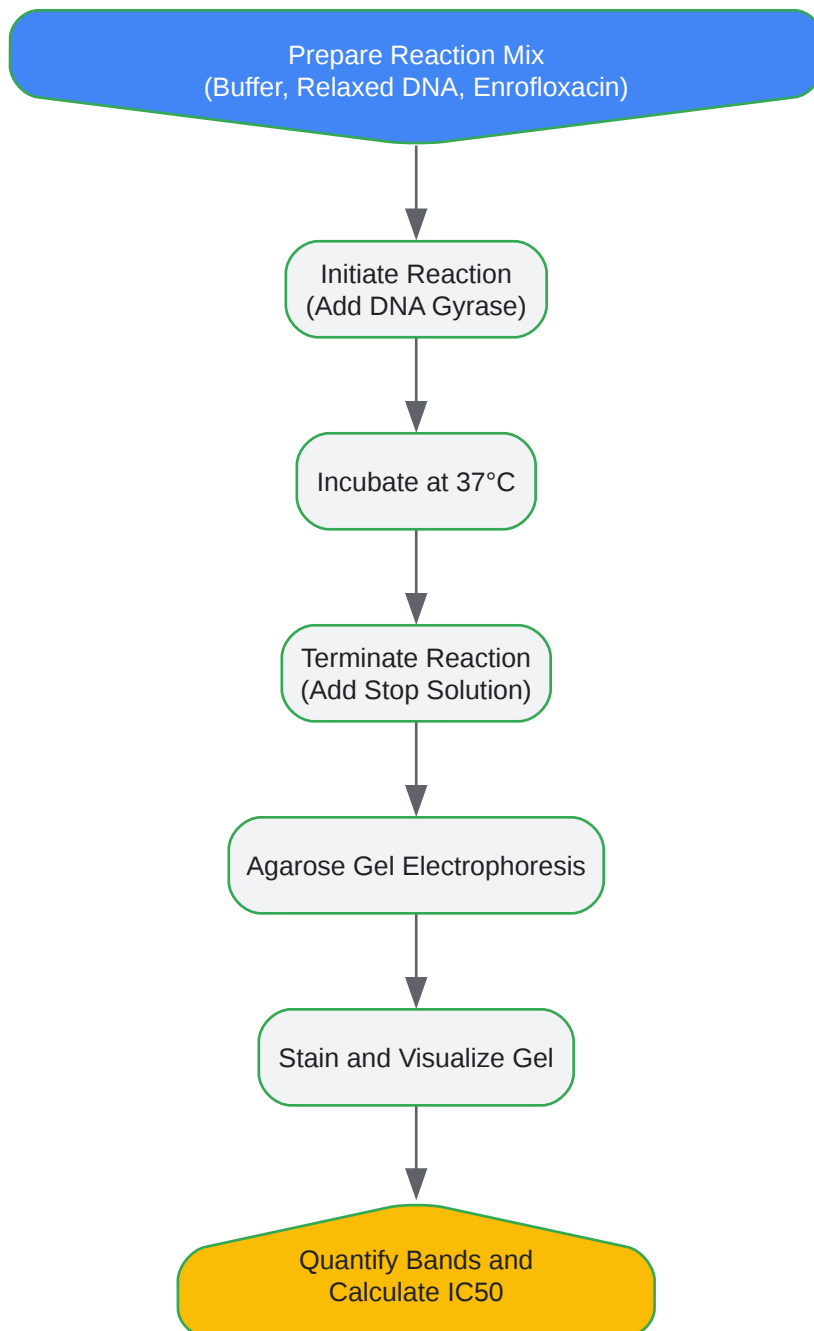 Prepare Reaction Mix
(Buffer, Relaxed DNA, Enrofloxacin)
Initiate Reaction
(Add DNA Gyrase)
Incubate at 37°C
Terminate Reaction
(Add Stop Solution)
Agarose Gel Electrophoresis
Stain and Visualize Gel
Quantify Bands and
Calculate IC50